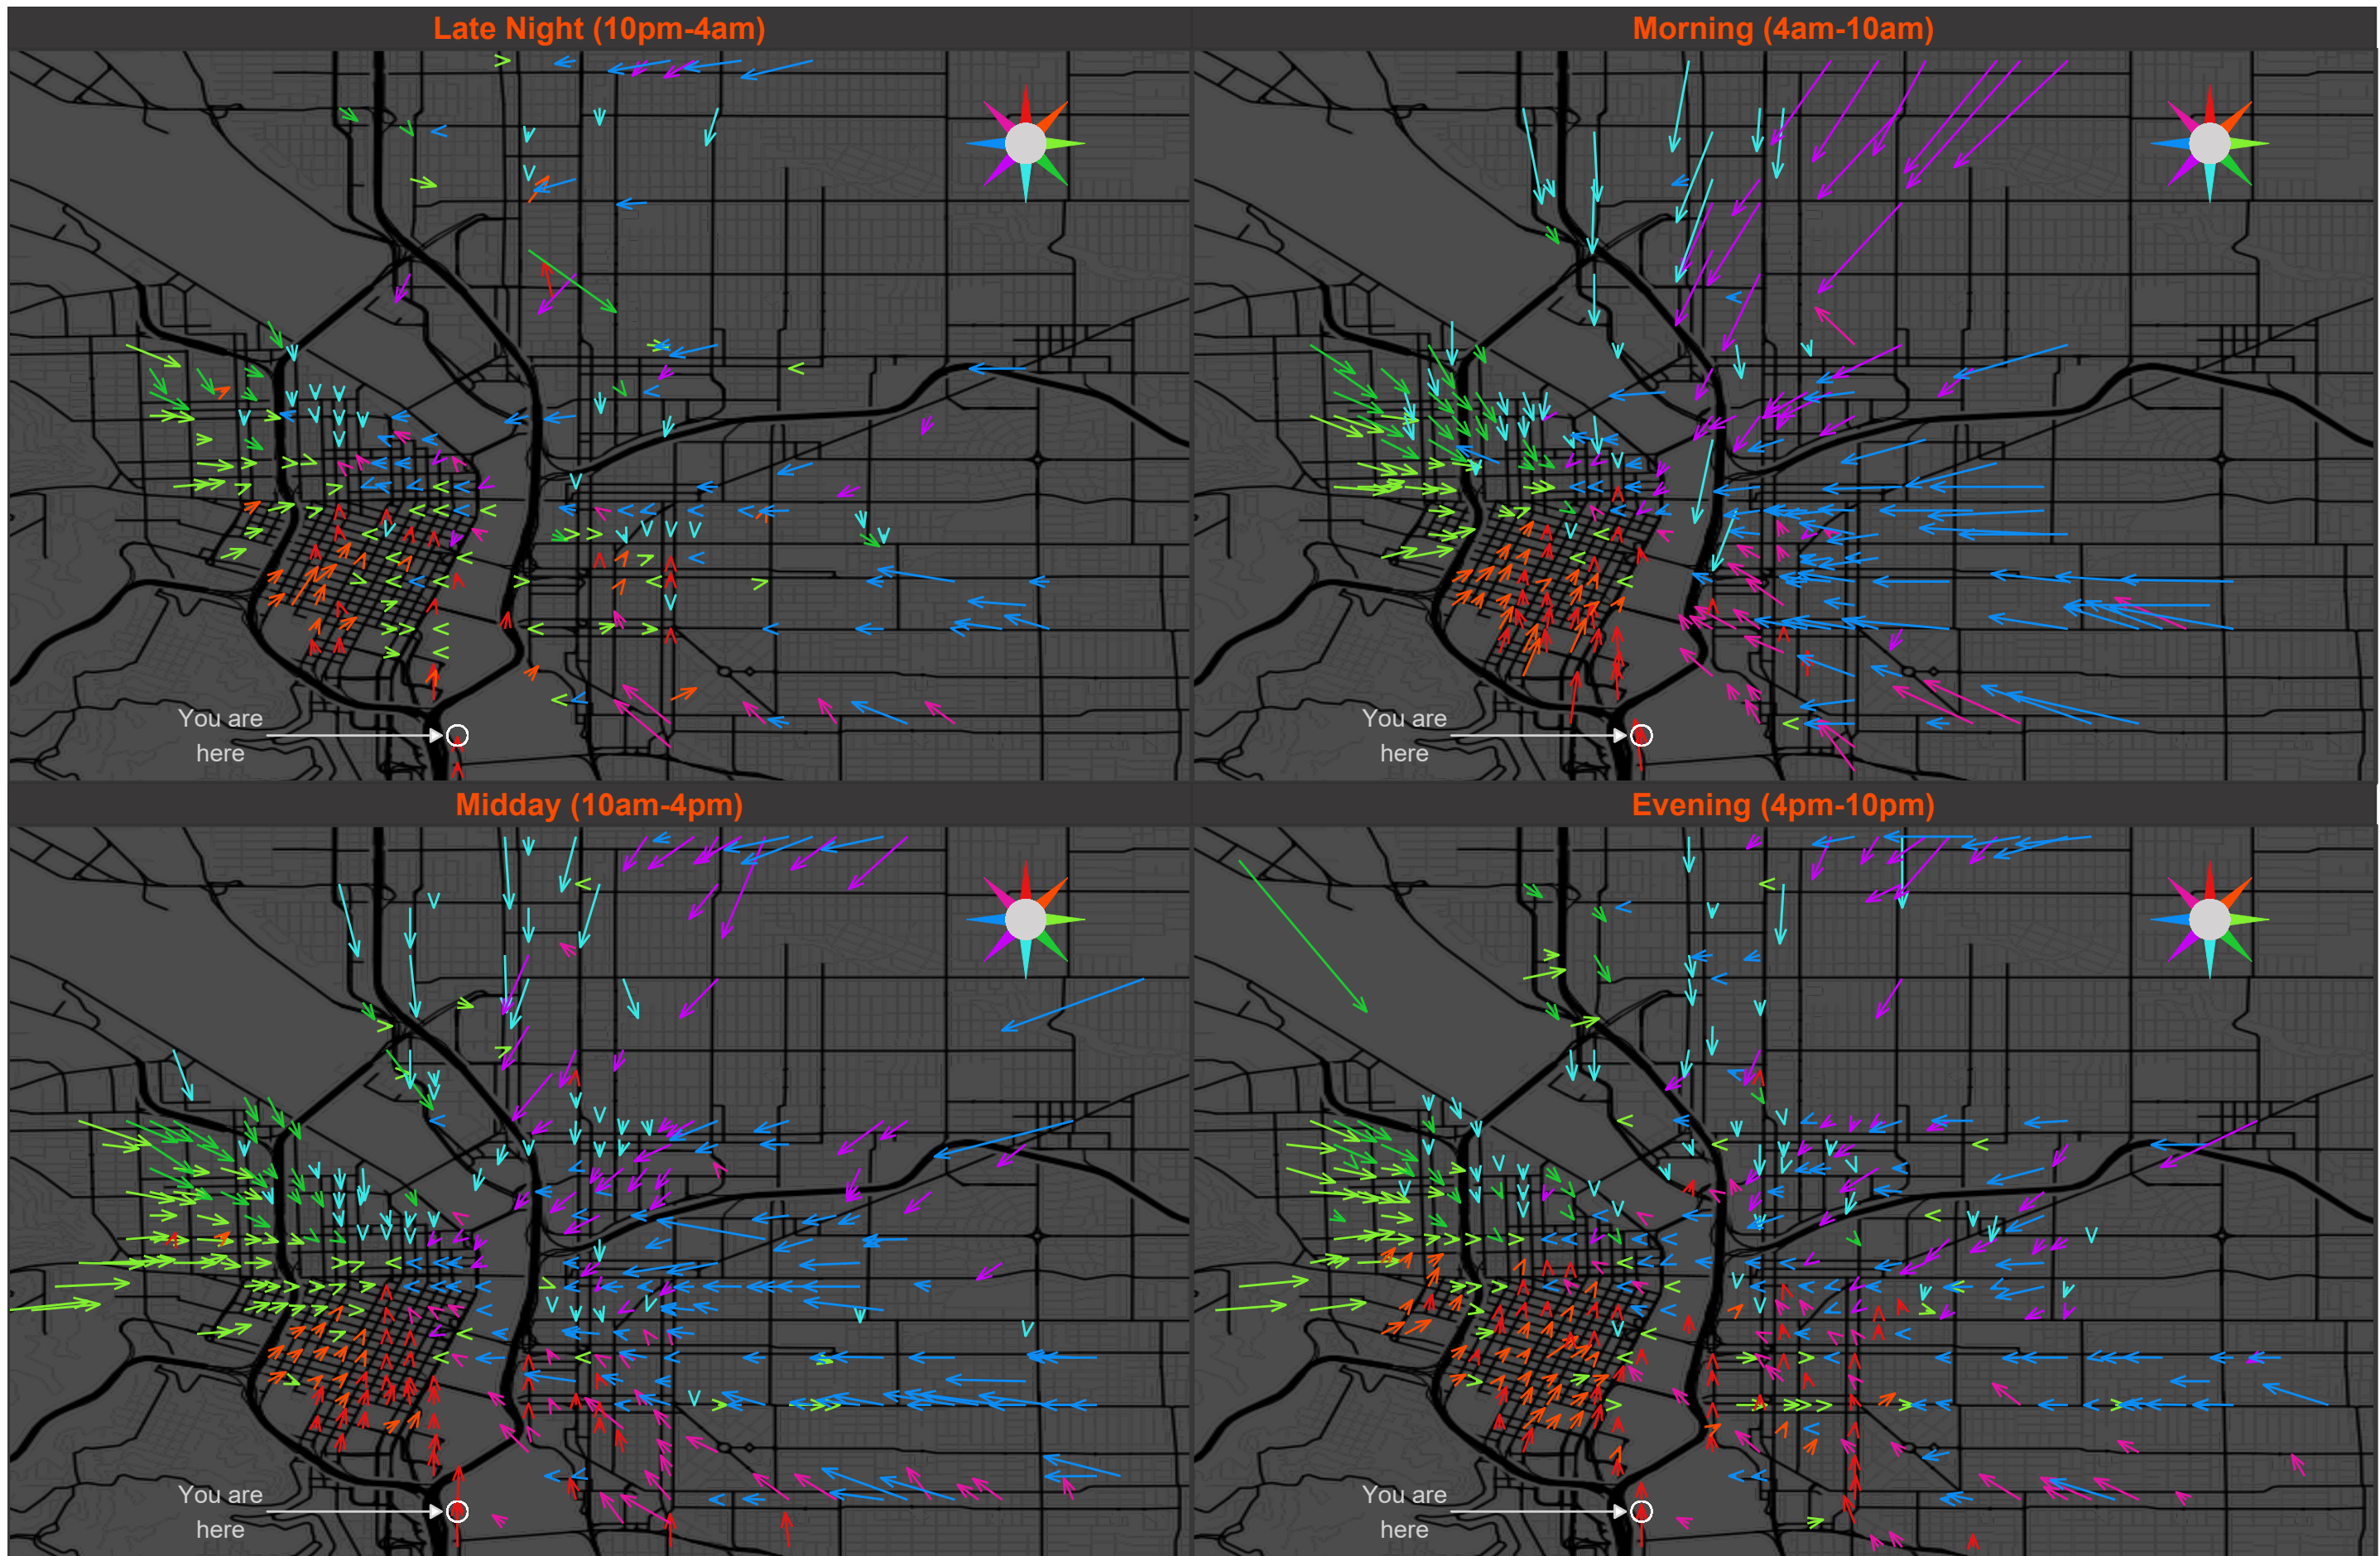 Late Night (10pm-4am)
Morning (4am-10am)
You are
here
You are
here
Midday (10am-4pm)
Evening (4pm-10pm)
You are
here
You are
here